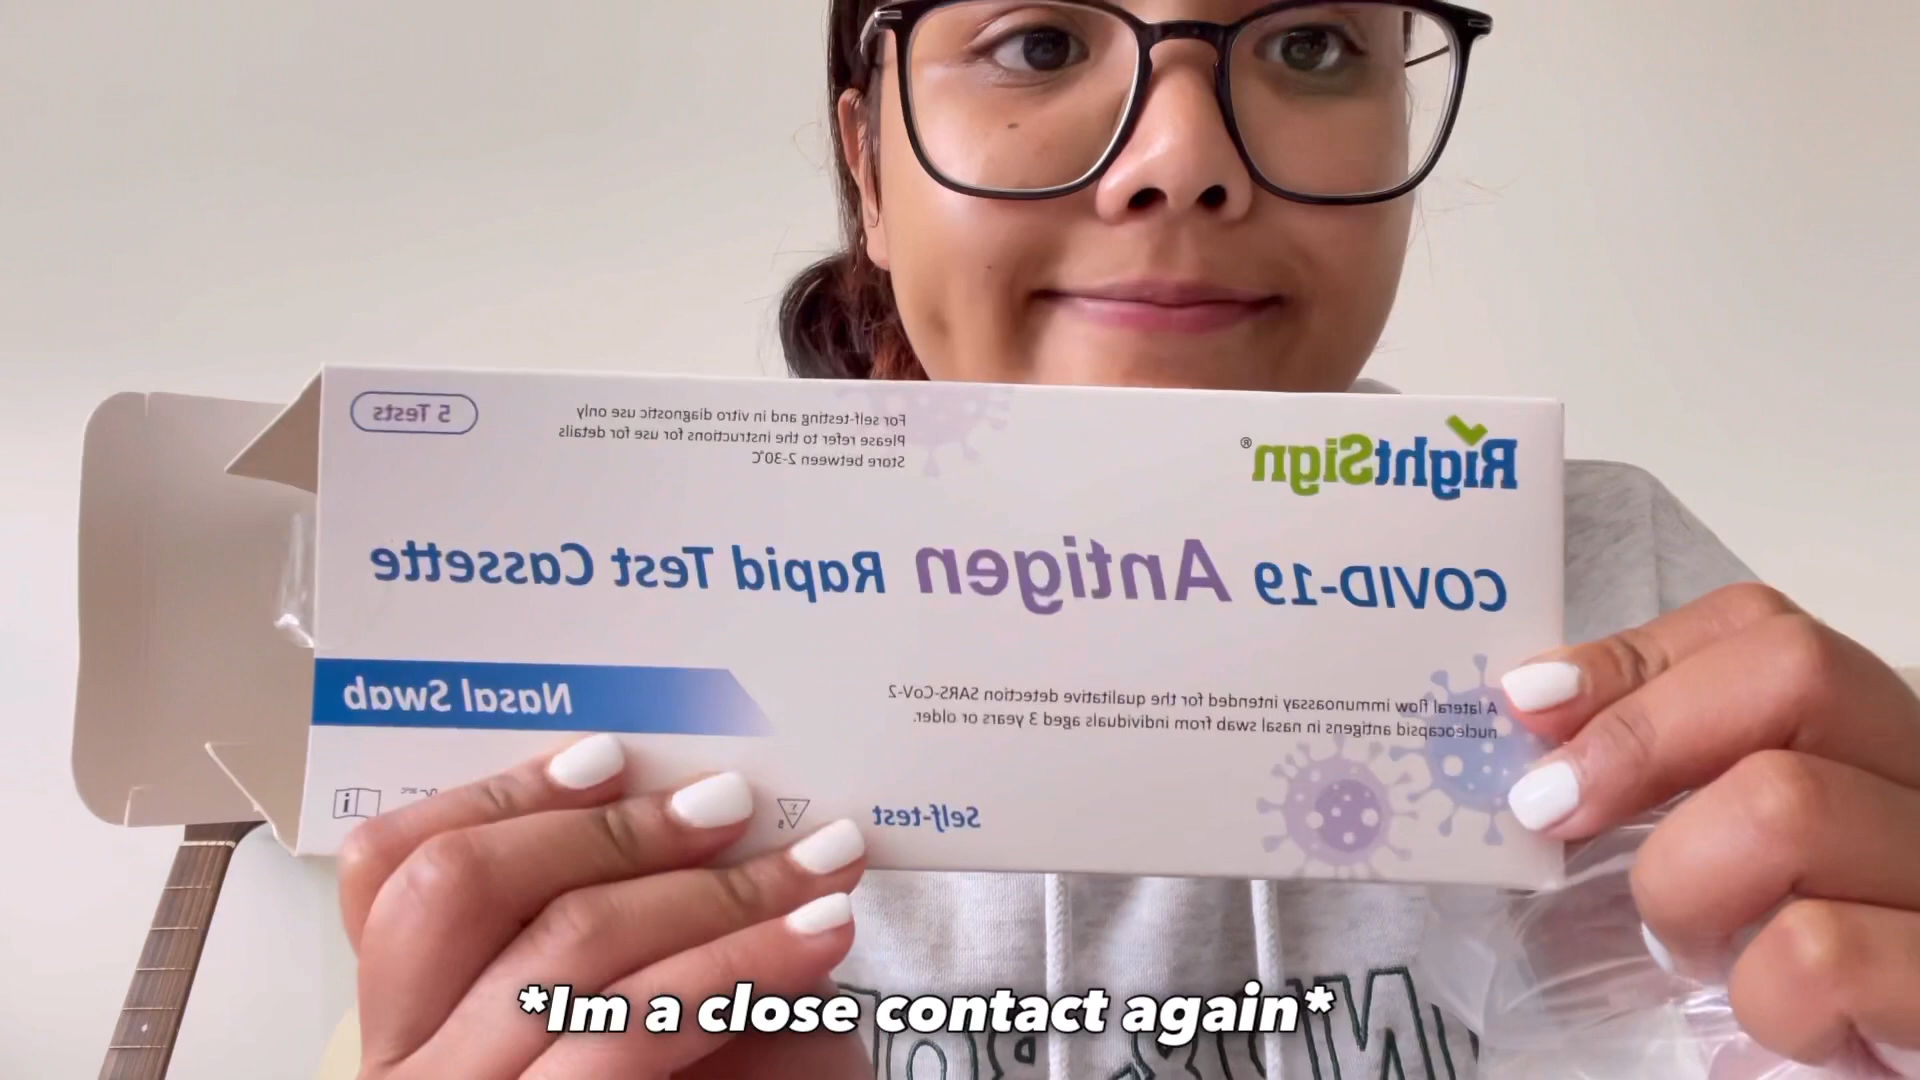 RightSign®
For self-testing and in vitro diagnostic use only
Please refer to the instructions for use for details
Store between 2-30℃
5 Tests
COVID-19 Antigen Rapid Test Cassette
A lateral flow immunoassay intended for the qualitative detection SARS-CoV-2
nucleocapsid antigens in nasal swab from individuals aged 3 years or older.
Nasal Swab
Self-test
*Im a close contact again*